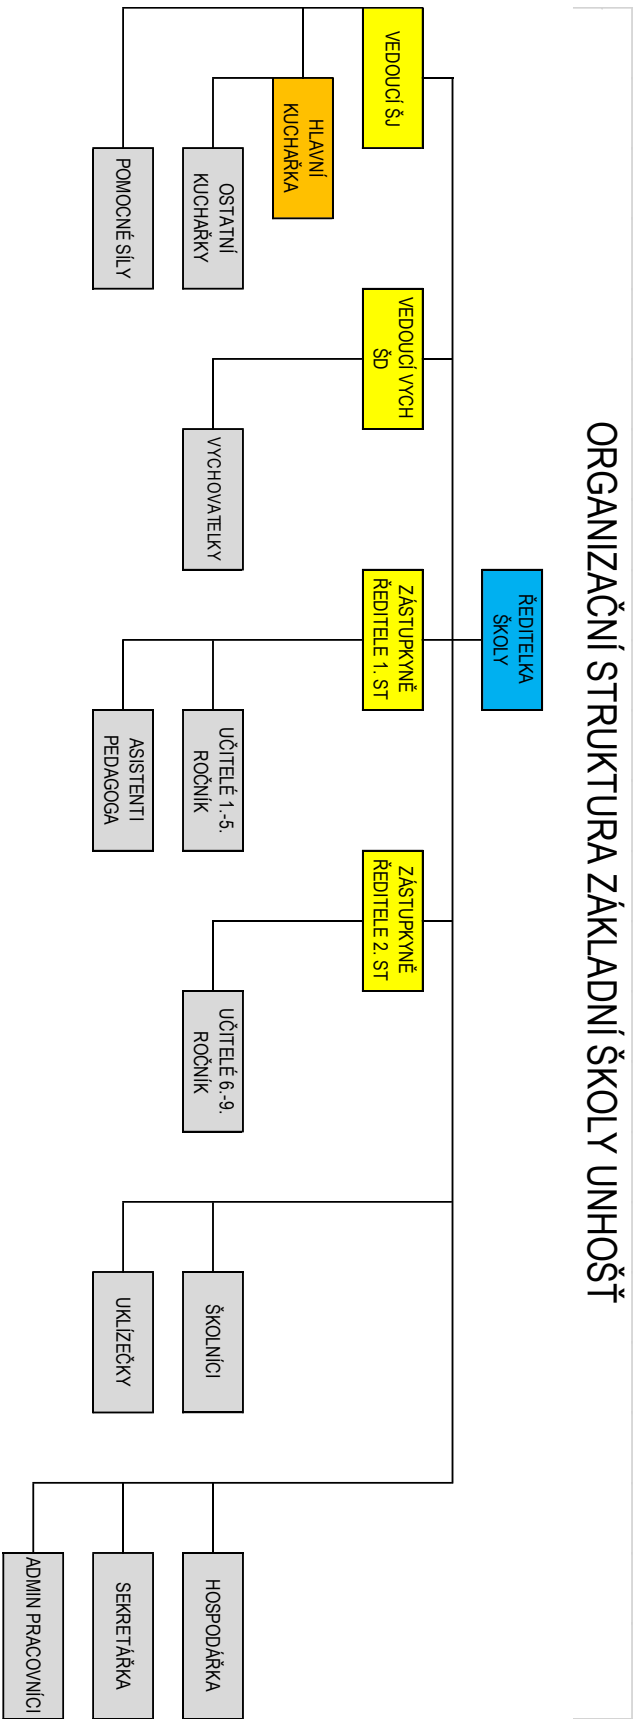 ORGANIZAČNÍ STRUKTURA ZÁKLADNÍ ŠKOLY UNHOŠŤ
ŘEDITELKA
ŠKOLY
VEDOUCÍ ŠJ
VEDOUCÍ VYCH
ŠD
ZÁSTUPKYNĚ
ŘEDITELE 1. ST
ZÁSTUPKYNĚ
ŘEDITELE 2. ST
HLAVNÍ
KUCHAŘKA
OSTATNÍ
KUCHAŘKY
VYCHOVATELKY
UČITELÉ 1.-5.
ROČNÍK
UČITELÉ 6.-9.
ROČNÍK
ŠKOLNÍCI
HOSPODÁŘKA
POMOCNÉ SÍLY
ASISTENTI
PEDAGOGA
UKLÍZEČKY
SEKRETÁŘKA
ADMIN PRACOVNÍCI